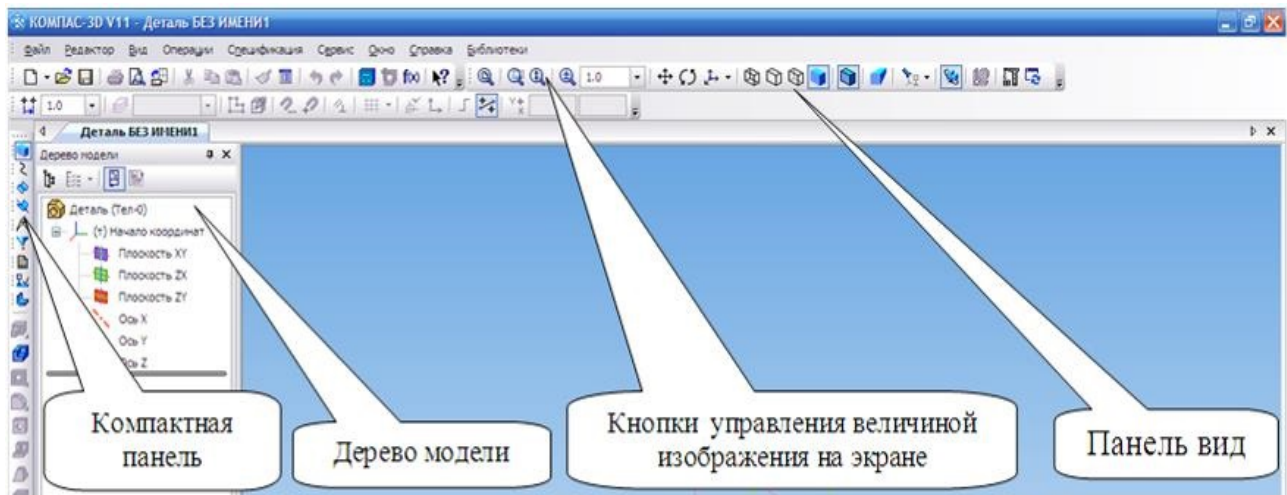 КОМПАС-3D V11 - Деталь БЕЗ ИМЕНИ1
Файл Редактор Вид Операции Спецификация Сервис Окно Справка Библиотеки
f(x) 1.0
1.0
Деталь БЕЗ ИМЕНИ1
Дерево модели
Деталь (Тел-0)
(т) Начало координат
Плоскость XY
Плоскость ZX
Плоскость ZY
Ось X
Ось Y
Ось Z
Компактная
панель
Дерево модели
Кнопки управления величиной
изображения на экране
Панель вид